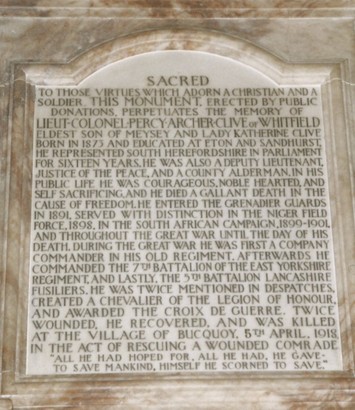 SACRED
TO THOSE VIRTUES WHICH ADORN A CHRISTIAN AND A
SOLDIER. THIS MONUMENT, ERECTED BY PUBLIC
DONATIONS, PERPETUATES THE MEMORY OF
LIEUT-COLONEL·PERCY·ARCHER·CLIVE·OF WHITFIELD
ELDEST SON OF MEYSEY AND LADY KATHERINE CLIVE
BORN IN 1873 AND EDUCATED AT ETON AND SANDHURST,
HE REPRESENTED SOUTH HEREFORDSHIRE IN PARLIAMENT
FOR SIXTEEN YEARS. HE WAS ALSO A DEPUTY LIEUTENANT,
JUSTICE OF THE PEACE, AND A COUNTY ALDERMAN. IN HIS
PUBLIC LIFE HE WAS COURAGEOUS, NOBLE HEARTED, AND
SELF SACRIFICING, AND HE DIED A GALLANT DEATH IN THE
CAUSE OF FREEDOM. HE ENTERED THE GRENADIER GUARDS
IN 1891, SERVED WITH DISTINCTION IN THE NIGER FIELD
FORCE, 1898, IN THE SOUTH AFRICAN CAMPAIGN, 1899-1901,
AND THROUGHOUT THE GREAT WAR UNTIL THE DAY OF HIS
DEATH, DURING THE GREAT WAR HE WAS FIRST A COMPANY
COMMANDER IN HIS OLD REGIMENT, AFTERWARDS HE
COMMANDED THE 7TH BATTALION OF THE EAST YORKSHIRE
REGIMENT, AND LASTLY, THE 5TH BATTALION LANCASHIRE
FUSILIERS. HE WAS TWICE MENTIONED IN DESPATCHES,
CREATED A CHEVALIER OF THE LEGION OF HONOUR,
AND AWARDED THE CROIX DE GUERRE. TWICE
WOUNDED, HE RECOVERED, AND WAS KILLED
AT THE VILLAGE OF BUCQUOY, 5TH APRIL, 1918,
IN THE ACT OF RESCUING A WOUNDED COMRADE
"ALL HE HAD HOPED FOR, ALL HE HAD, HE GAVE-
TO SAVE MANKIND, HIMSELF HE SCORNED TO SAVE."